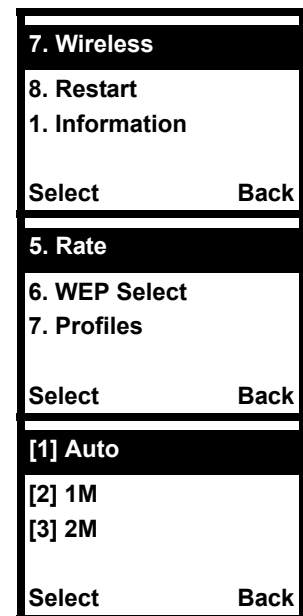 7. Wireless
8. Restart
1. Information
Select Back
5. Rate
6. WEP Select
7. Profiles
Select Back
[1] Auto
[2] 1M
[3] 2M
Select Back